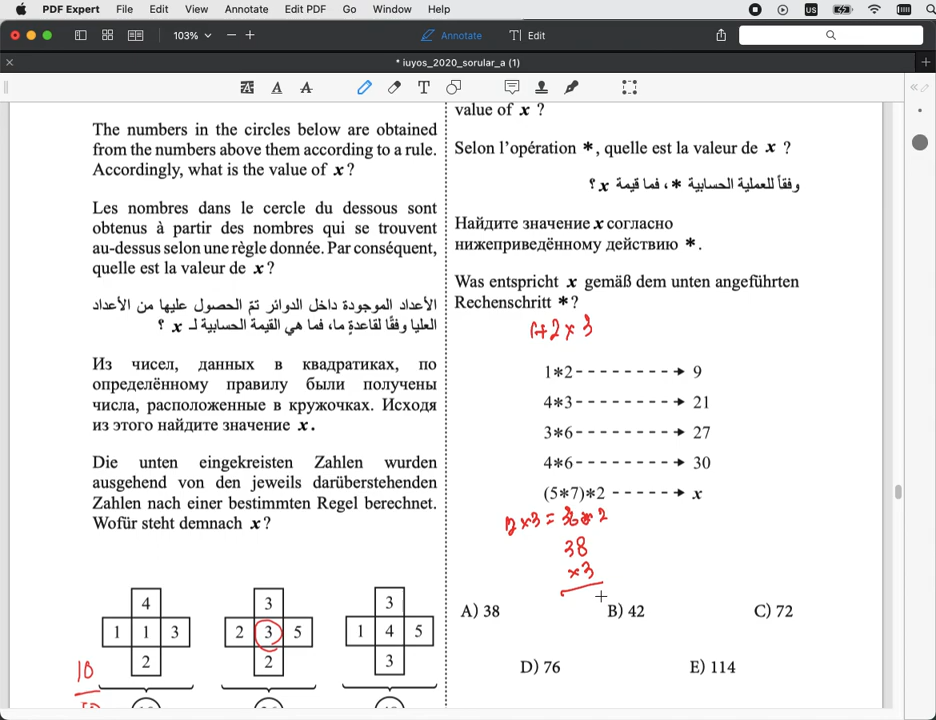 PDF Expert File Edit View Annotate Edit PDF Go Window Help US
103% Annotate Edit
* iuyos_2020_sorular_a (1)
The numbers in the circles below are obtained
from the numbers above them according to a rule.
Accordingly, what is the value of x?
Les nombres dans le cercle du dessous sont
obtenus à partir des nombres qui se trouvent
au-dessus selon une règle donnée. Par conséquent,
quelle est la valeur de x?
الأعداد الموجودة داخل الدوائر تمّ الحصول عليها من الأعداد
العليا وفقًا لقاعدةٍ ما، فما هي القيمة الحسابية لـ x ؟
Из чисел, данных в квадратиках, по
определённому правилу были получены
числа, расположенные в кружочках. Исходя
из этого найдите значение x.
Die unten eingekreisten Zahlen wurden
ausgehend von den jeweils darüberstehenden
Zahlen nach einer bestimmten Regel berechnet.
Wofür steht demnach x?
4
1 1 3
2
3
2 3 5
2
3
1 4 5
3
10
value of x ?
Selon l'opération *, quelle est la valeur de x ?
وفقاً للعملية الحسابية *، فما قيمة x ؟
Найдите значение x согласно
нижеприведённому действию *.
Was entspricht x gemäß dem unten angeführten
Rechenschritt *?
1+2×3
1*2--------→ 9
4*3--------→ 21
3*6--------→ 27
4*6--------→ 30
(5*7)*2 -----→ x
12×3=36*2
38
×3
A) 38 B) 42 C) 72
D) 76 E) 114